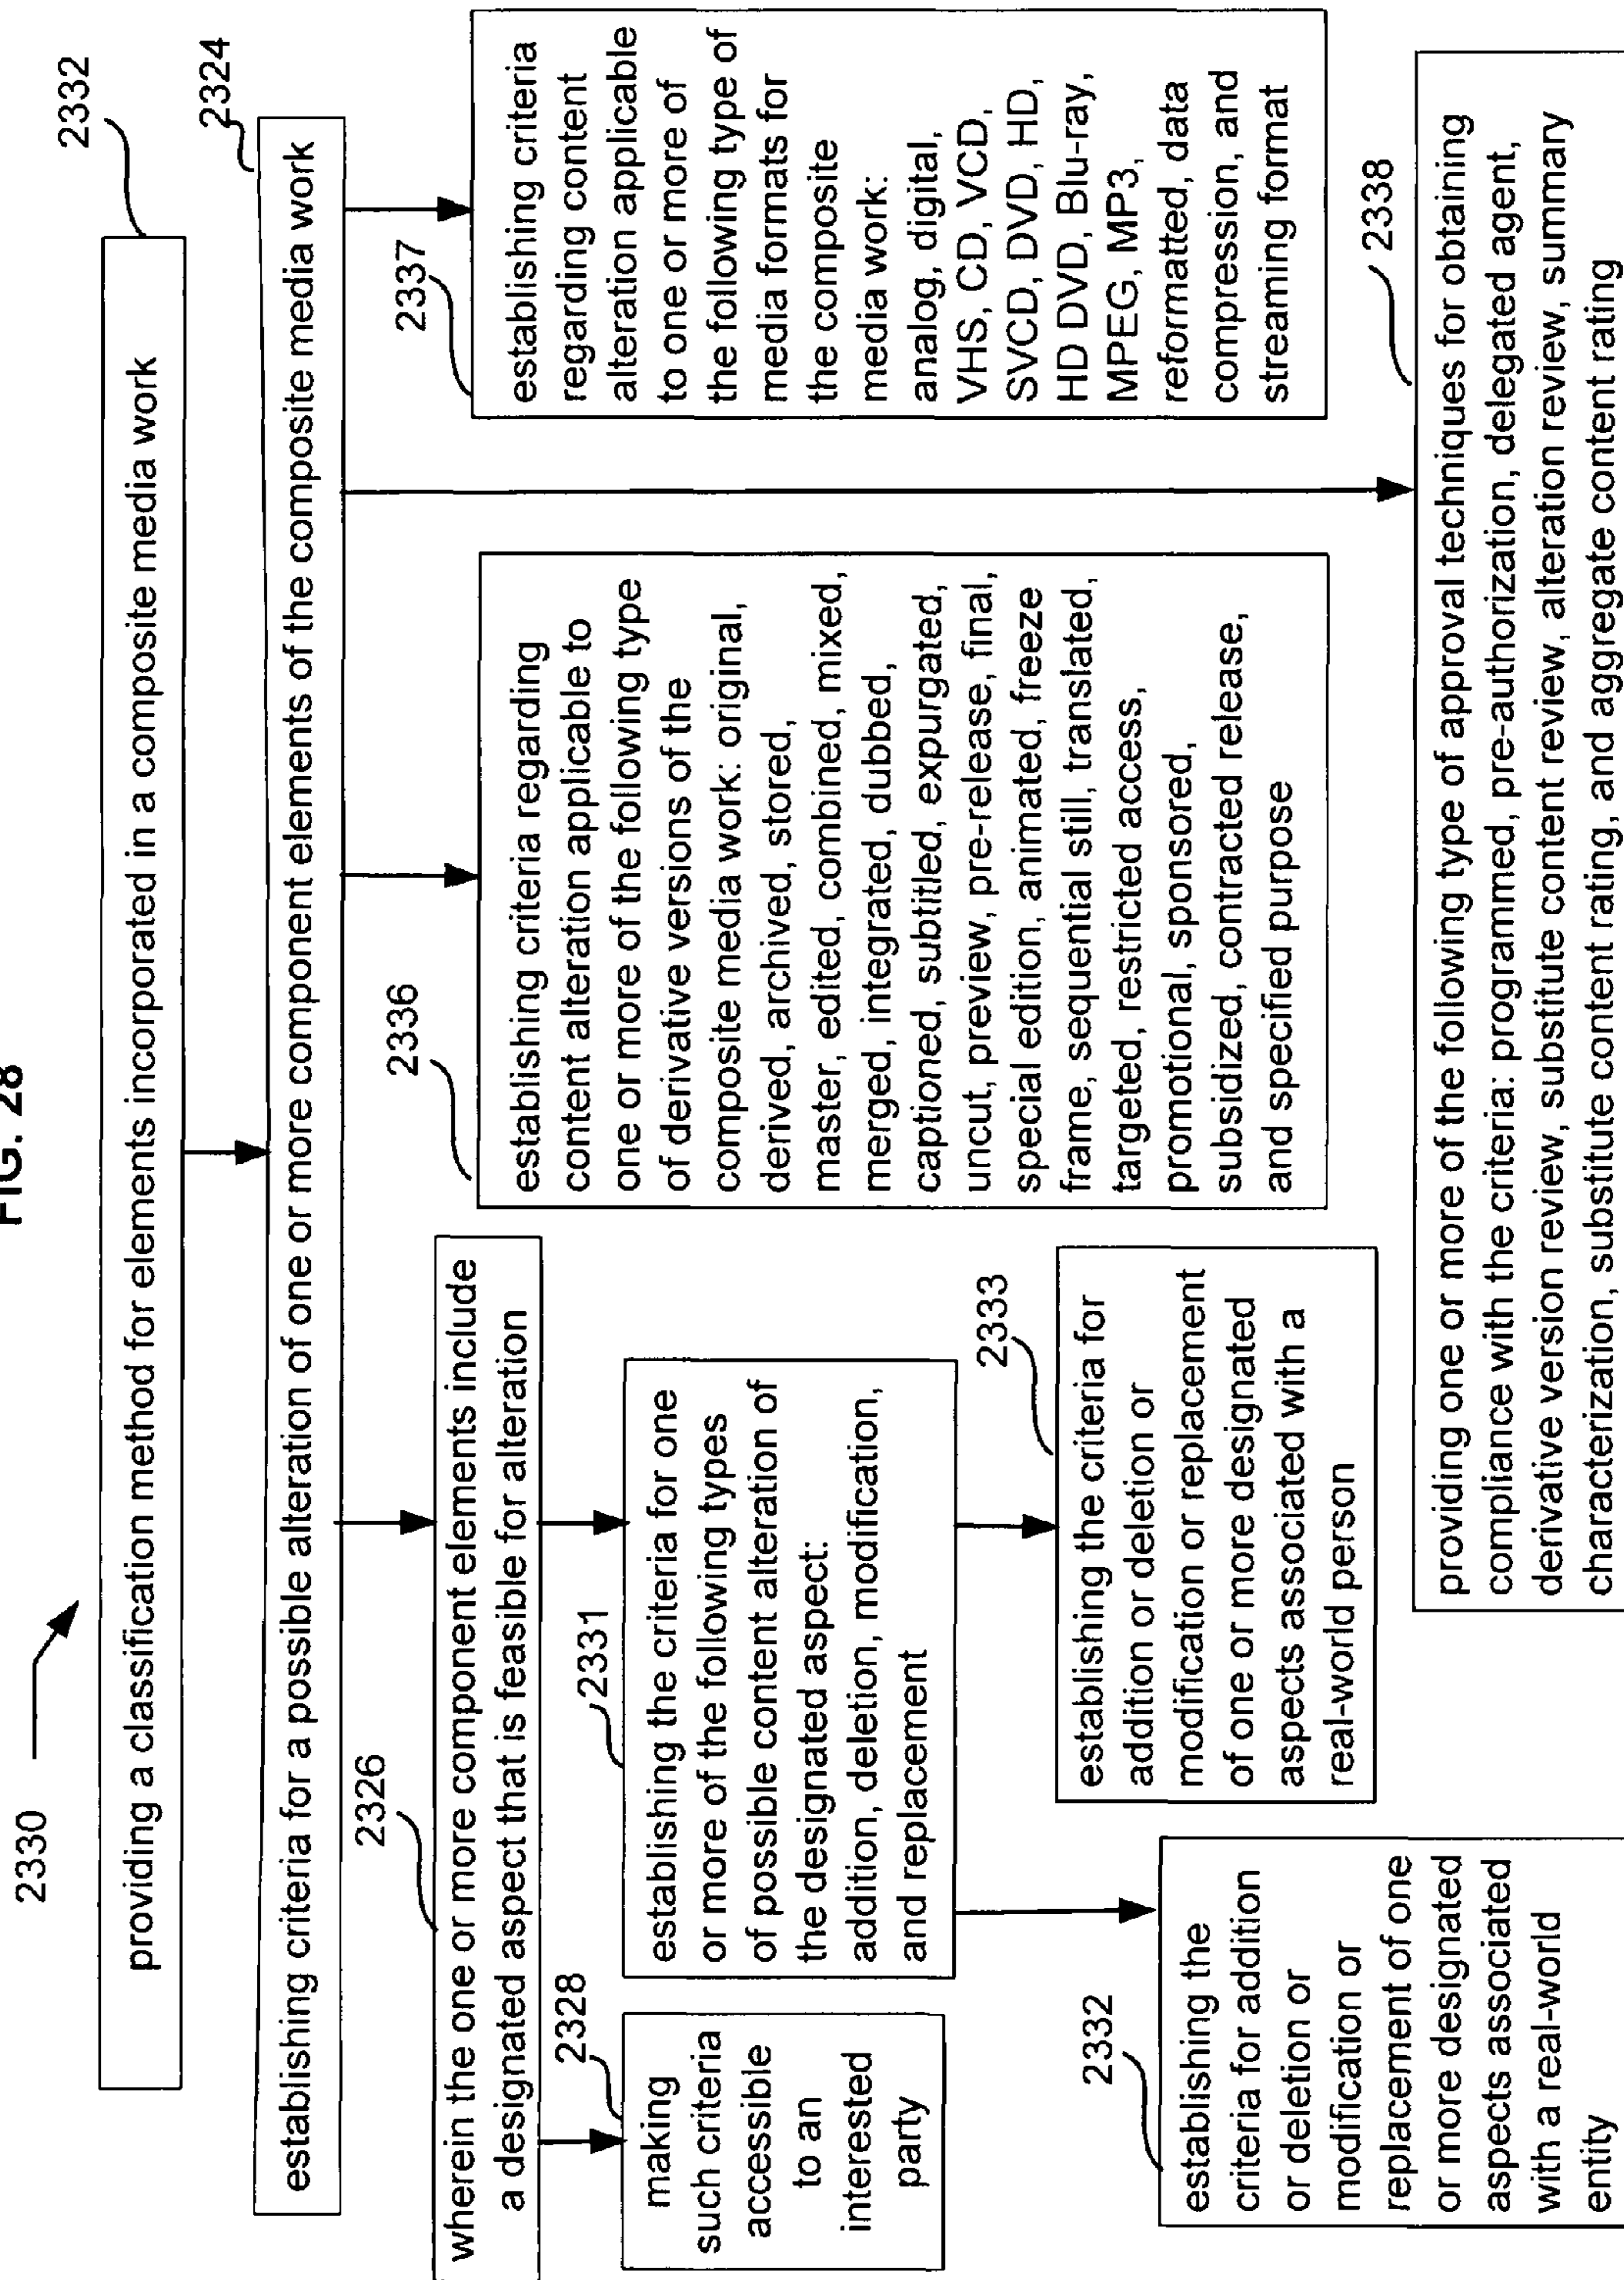 FIG. 28
2330
2332
providing a classification method for elements incorporated in a composite media work
2324
establishing criteria for a possible alteration of one or more component elements of the composite media work
2326
wherein the one or more component elements include
a designated aspect that is feasible for alteration
2328
making
such criteria
accessible
to an
interested
party
2331
establishing the criteria for one
or more of the following types
of possible content alteration of
the designated aspect:
addition, deletion, modification,
and replacement
2332
establishing the
criteria for addition
or deletion or
modification or
replacement of one
or more designated
aspects associated
with a real-world
entity
2333
establishing the criteria for
addition or deletion or
modification or replacement
of one or more designated
aspects associated with a
real-world person
2336
establishing criteria regarding
content alteration applicable to
one or more of the following type
of derivative versions of the
composite media work: original,
derived, archived, stored,
master, edited, combined, mixed,
merged, integrated, dubbed,
captioned, subtitled, expurgated,
uncut, preview, pre-release, final,
special edition, animated, freeze
frame, sequential still, translated,
targeted, restricted access,
promotional, sponsored,
subsidized, contracted release,
and specified purpose
2337
establishing criteria
regarding content
alteration applicable
to one or more of
the following type of
media formats for
the composite
media work:
analog, digital,
VHS, CD, VCD,
SVCD, DVD, HD,
HD DVD, Blu-ray,
MPEG, MP3,
reformatted, data
compression, and
streaming format
2338
providing one or more of the following type of approval techniques for obtaining
compliance with the criteria: programmed, pre-authorization, delegated agent,
derivative version review, substitute content review, alteration review, summary
characterization, substitute content rating, and aggregate content rating